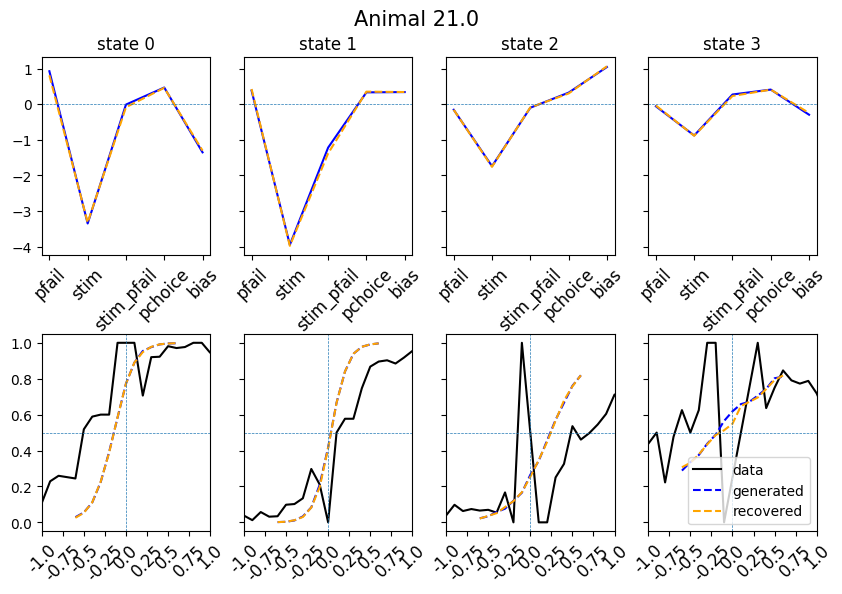 Animal 21.0
state 0
state 1
state 2
state 3
1
0
−1
−2
−3
−4
pfail
stim
stim_pfail
pchoice
bias
pfail
stim
stim_pfail
pchoice
bias
pfail
stim
stim_pfail
pchoice
bias
pfail
stim
stim_pfail
pchoice
bias
1.0
0.8
0.6
0.4
0.2
0.0
data
generated
recovered
-1.0
-0.75
-0.5
-0.25
0.0
0.25
0.5
0.75
1.0
-1.0
-0.75
-0.5
-0.25
0.0
0.25
0.5
0.75
1.0
-1.0
-0.75
-0.5
-0.25
0.0
0.25
0.5
0.75
1.0
-1.0
-0.75
-0.5
-0.25
0.0
0.25
0.5
0.75
1.0